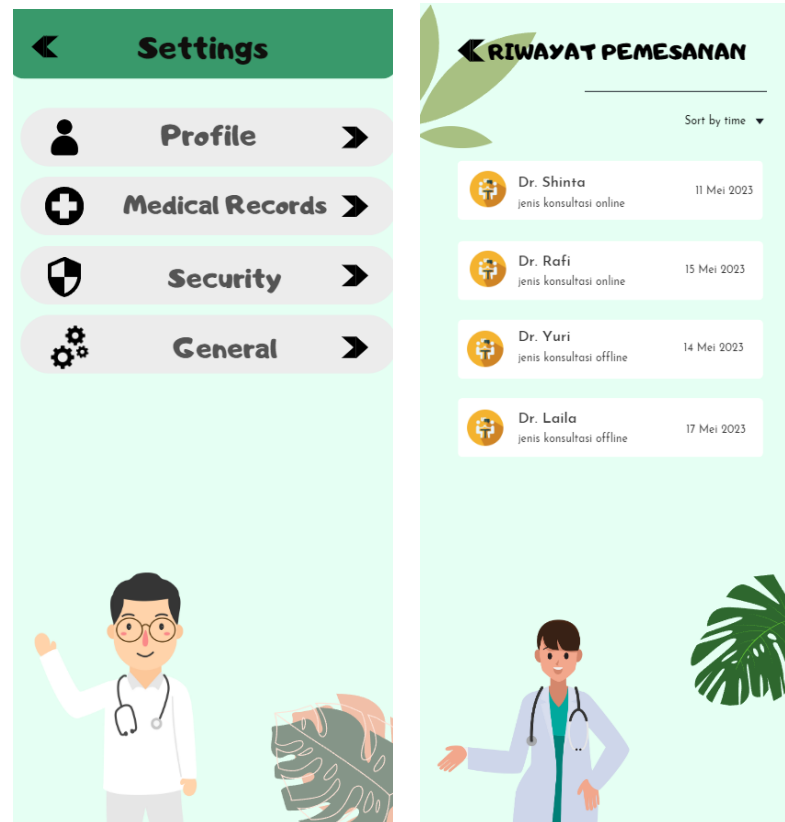 Settings
Profile
Medical Records
Security
General
RIWAYAT PEMESANAN
Sort by time
Dr. Shinta
jenis konsultasi online
11 Mei 2023
Dr. Rafi
jenis konsultasi online
15 Mei 2023
Dr. Yuri
jenis konsultasi offline
14 Mei 2023
Dr. Laila
jenis konsultasi offline
17 Mei 2023